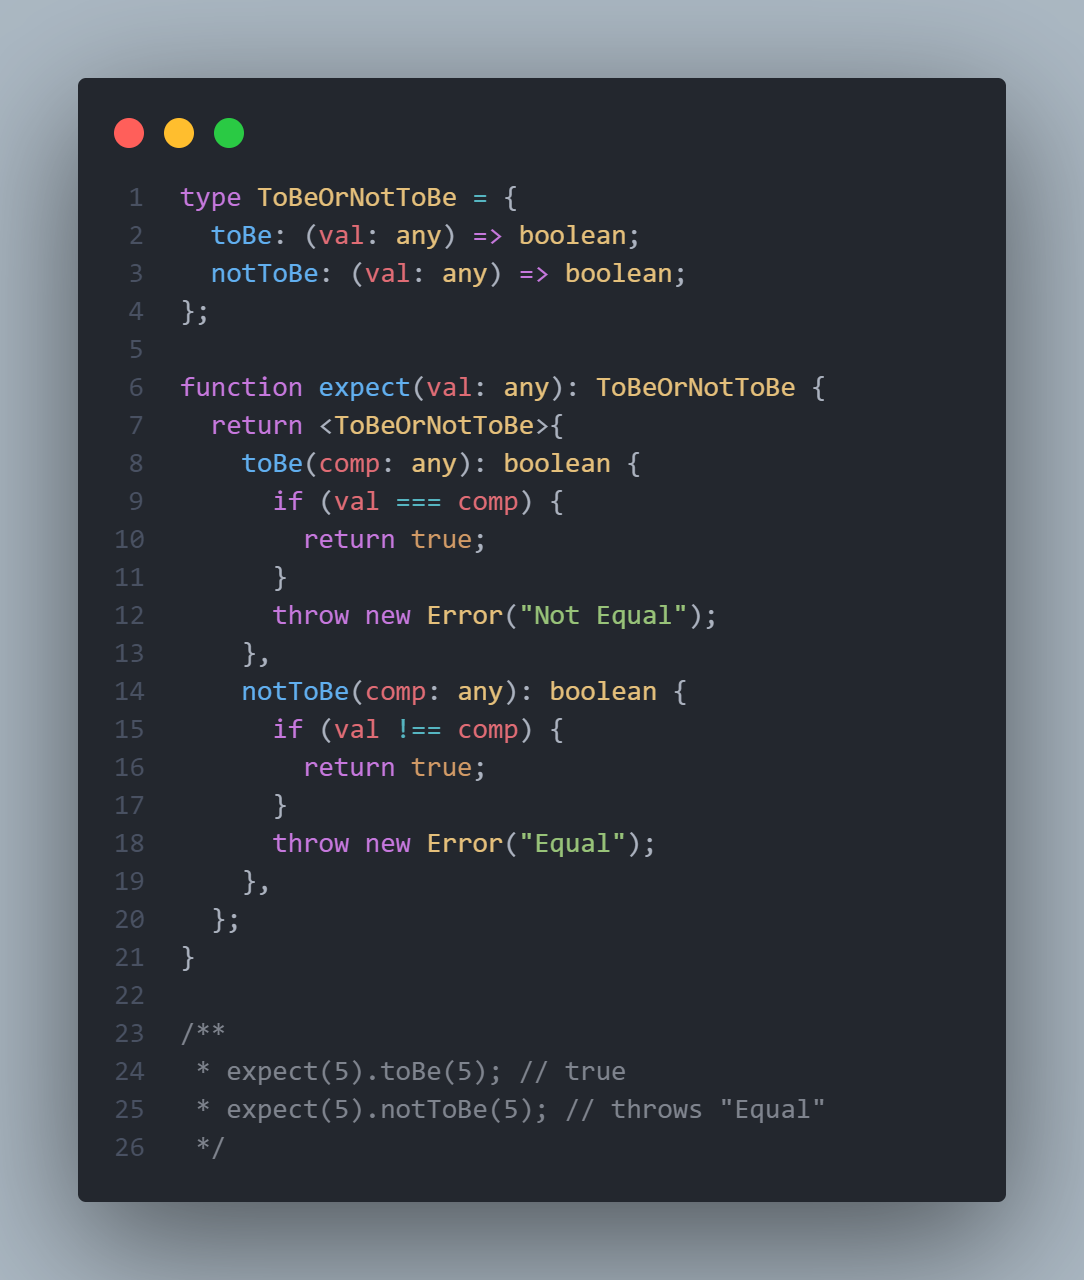 1 type ToBeOrNotToBe = {
2   toBe: (val: any) => boolean;
3   notToBe: (val: any) => boolean;
4 };
5
6 function expect(val: any): ToBeOrNotToBe {
7   return <ToBeOrNotToBe>{
8     toBe(comp: any): boolean {
9       if (val === comp) {
10         return true;
11       }
12       throw new Error("Not Equal");
13     },
14     notToBe(comp: any): boolean {
15       if (val !== comp) {
16         return true;
17       }
18       throw new Error("Equal");
19     },
20   };
21 }
22
23 /**
24  * expect(5).toBe(5); // true
25  * expect(5).notToBe(5); // throws "Equal"
26  */